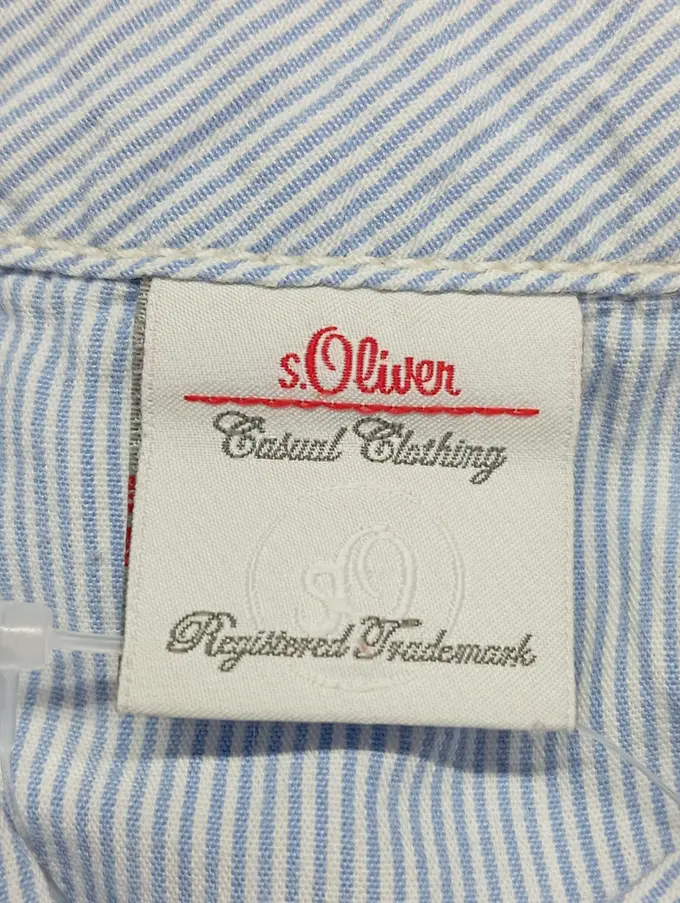 s.Oliver
Casual Clothing
sO
Registered Trademark